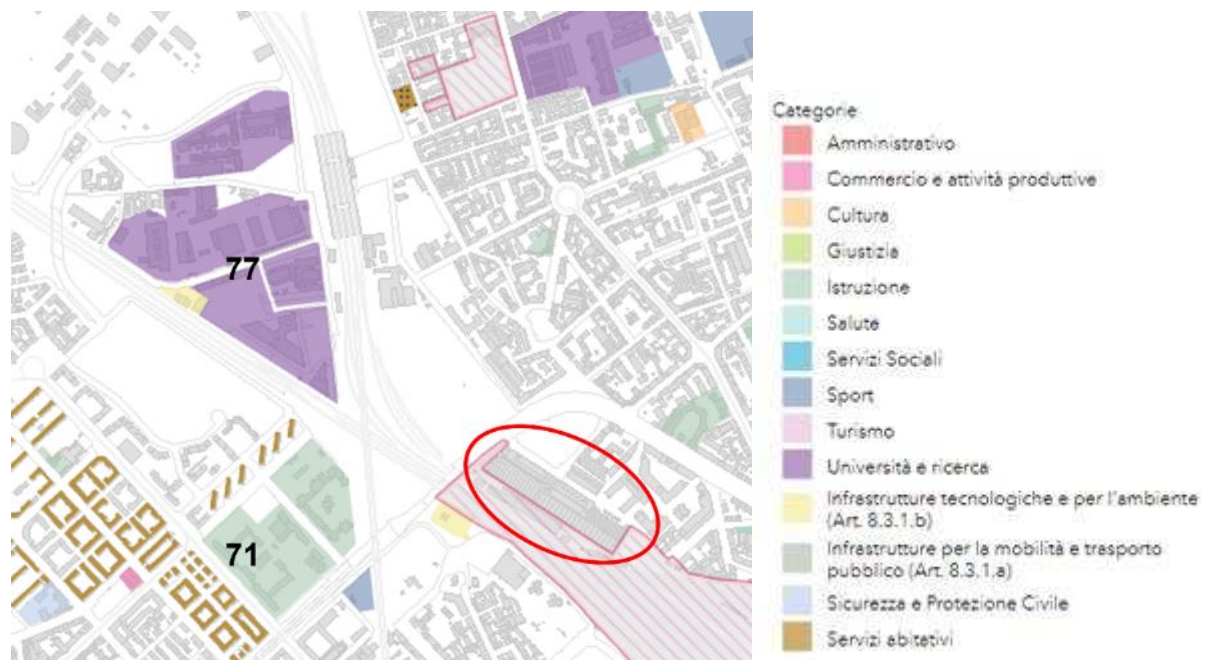 77
71
Categorie
Amministrativo
Commercio e attività produttive
Cultura
Giustizia
Istruzione
Salute
Servizi Sociali
Sport
Turismo
Università e ricerca
Infrastrutture tecnologiche e per l'ambiente
(Art. 8.3.1.b)
Infrastrutture per la mobilità e trasporto
pubblico (Art. 8.3.1.a)
Sicurezza e Protezione Civile
Servizi abitativi